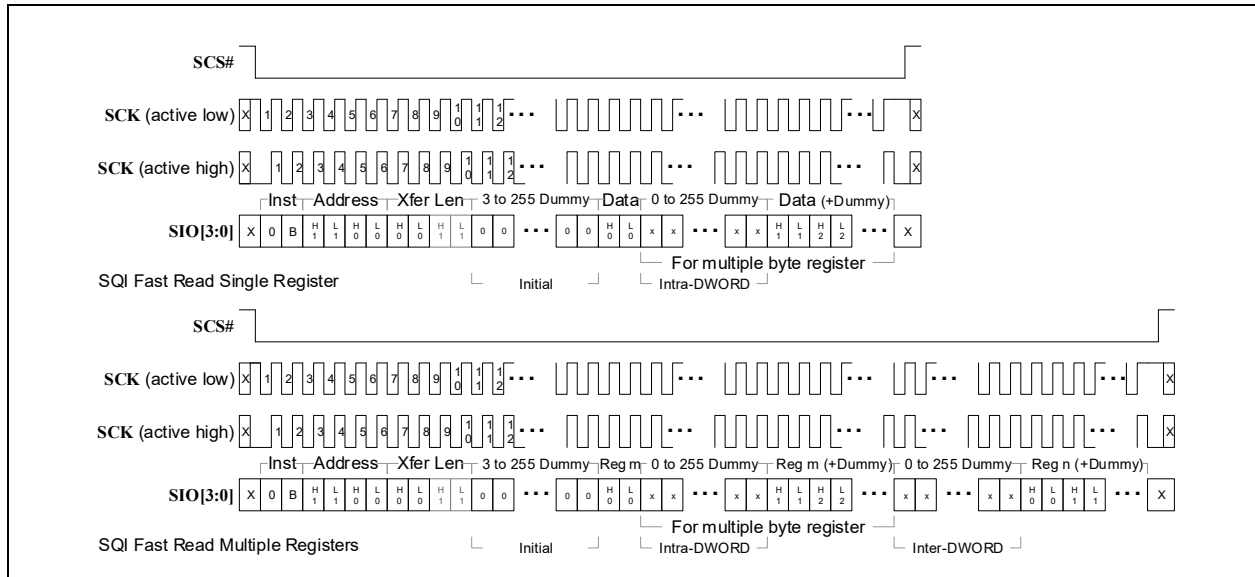 SCS#
SCK (active low) X 1 2 3 4 5 6 7 8 9 10 11 12 ... ... ... X
SCK (active high) X 1 2 3 4 5 6 7 8 9 10 11 12 ... ... ... X
Inst Address Xfer Len 3 to 255 Dummy Data 0 to 255 Dummy Data (+Dummy)
SIO[3:0] X 0 B H1 L1 H0 L0 H0 L0 H1 L1 0 0 ... 0 0 H0 L0 x x ... x x H1 L1 H2 L2 ... X
For multiple byte register
SQI Fast Read Single Register Initial Intra-DWORD
SCS#
SCK (active low) X 1 2 3 4 5 6 7 8 9 10 11 12 ... ... ... ... ... X
SCK (active high) X 1 2 3 4 5 6 7 8 9 10 11 12 ... ... ... ... ... X
Inst Address Xfer Len 3 to 255 Dummy Reg m 0 to 255 Dummy Reg m (+Dummy) 0 to 255 Dummy Reg n (+Dummy)
SIO[3:0] X 0 B H1 L1 H0 L0 H0 L0 H1 L1 0 0 ... 0 0 H0 L0 x x ... x x H1 L1 H2 L2 ... x x ... x x H0 L0 H1 L1 ... X
For multiple byte register
SQI Fast Read Multiple Registers Initial Intra-DWORD Inter-DWORD